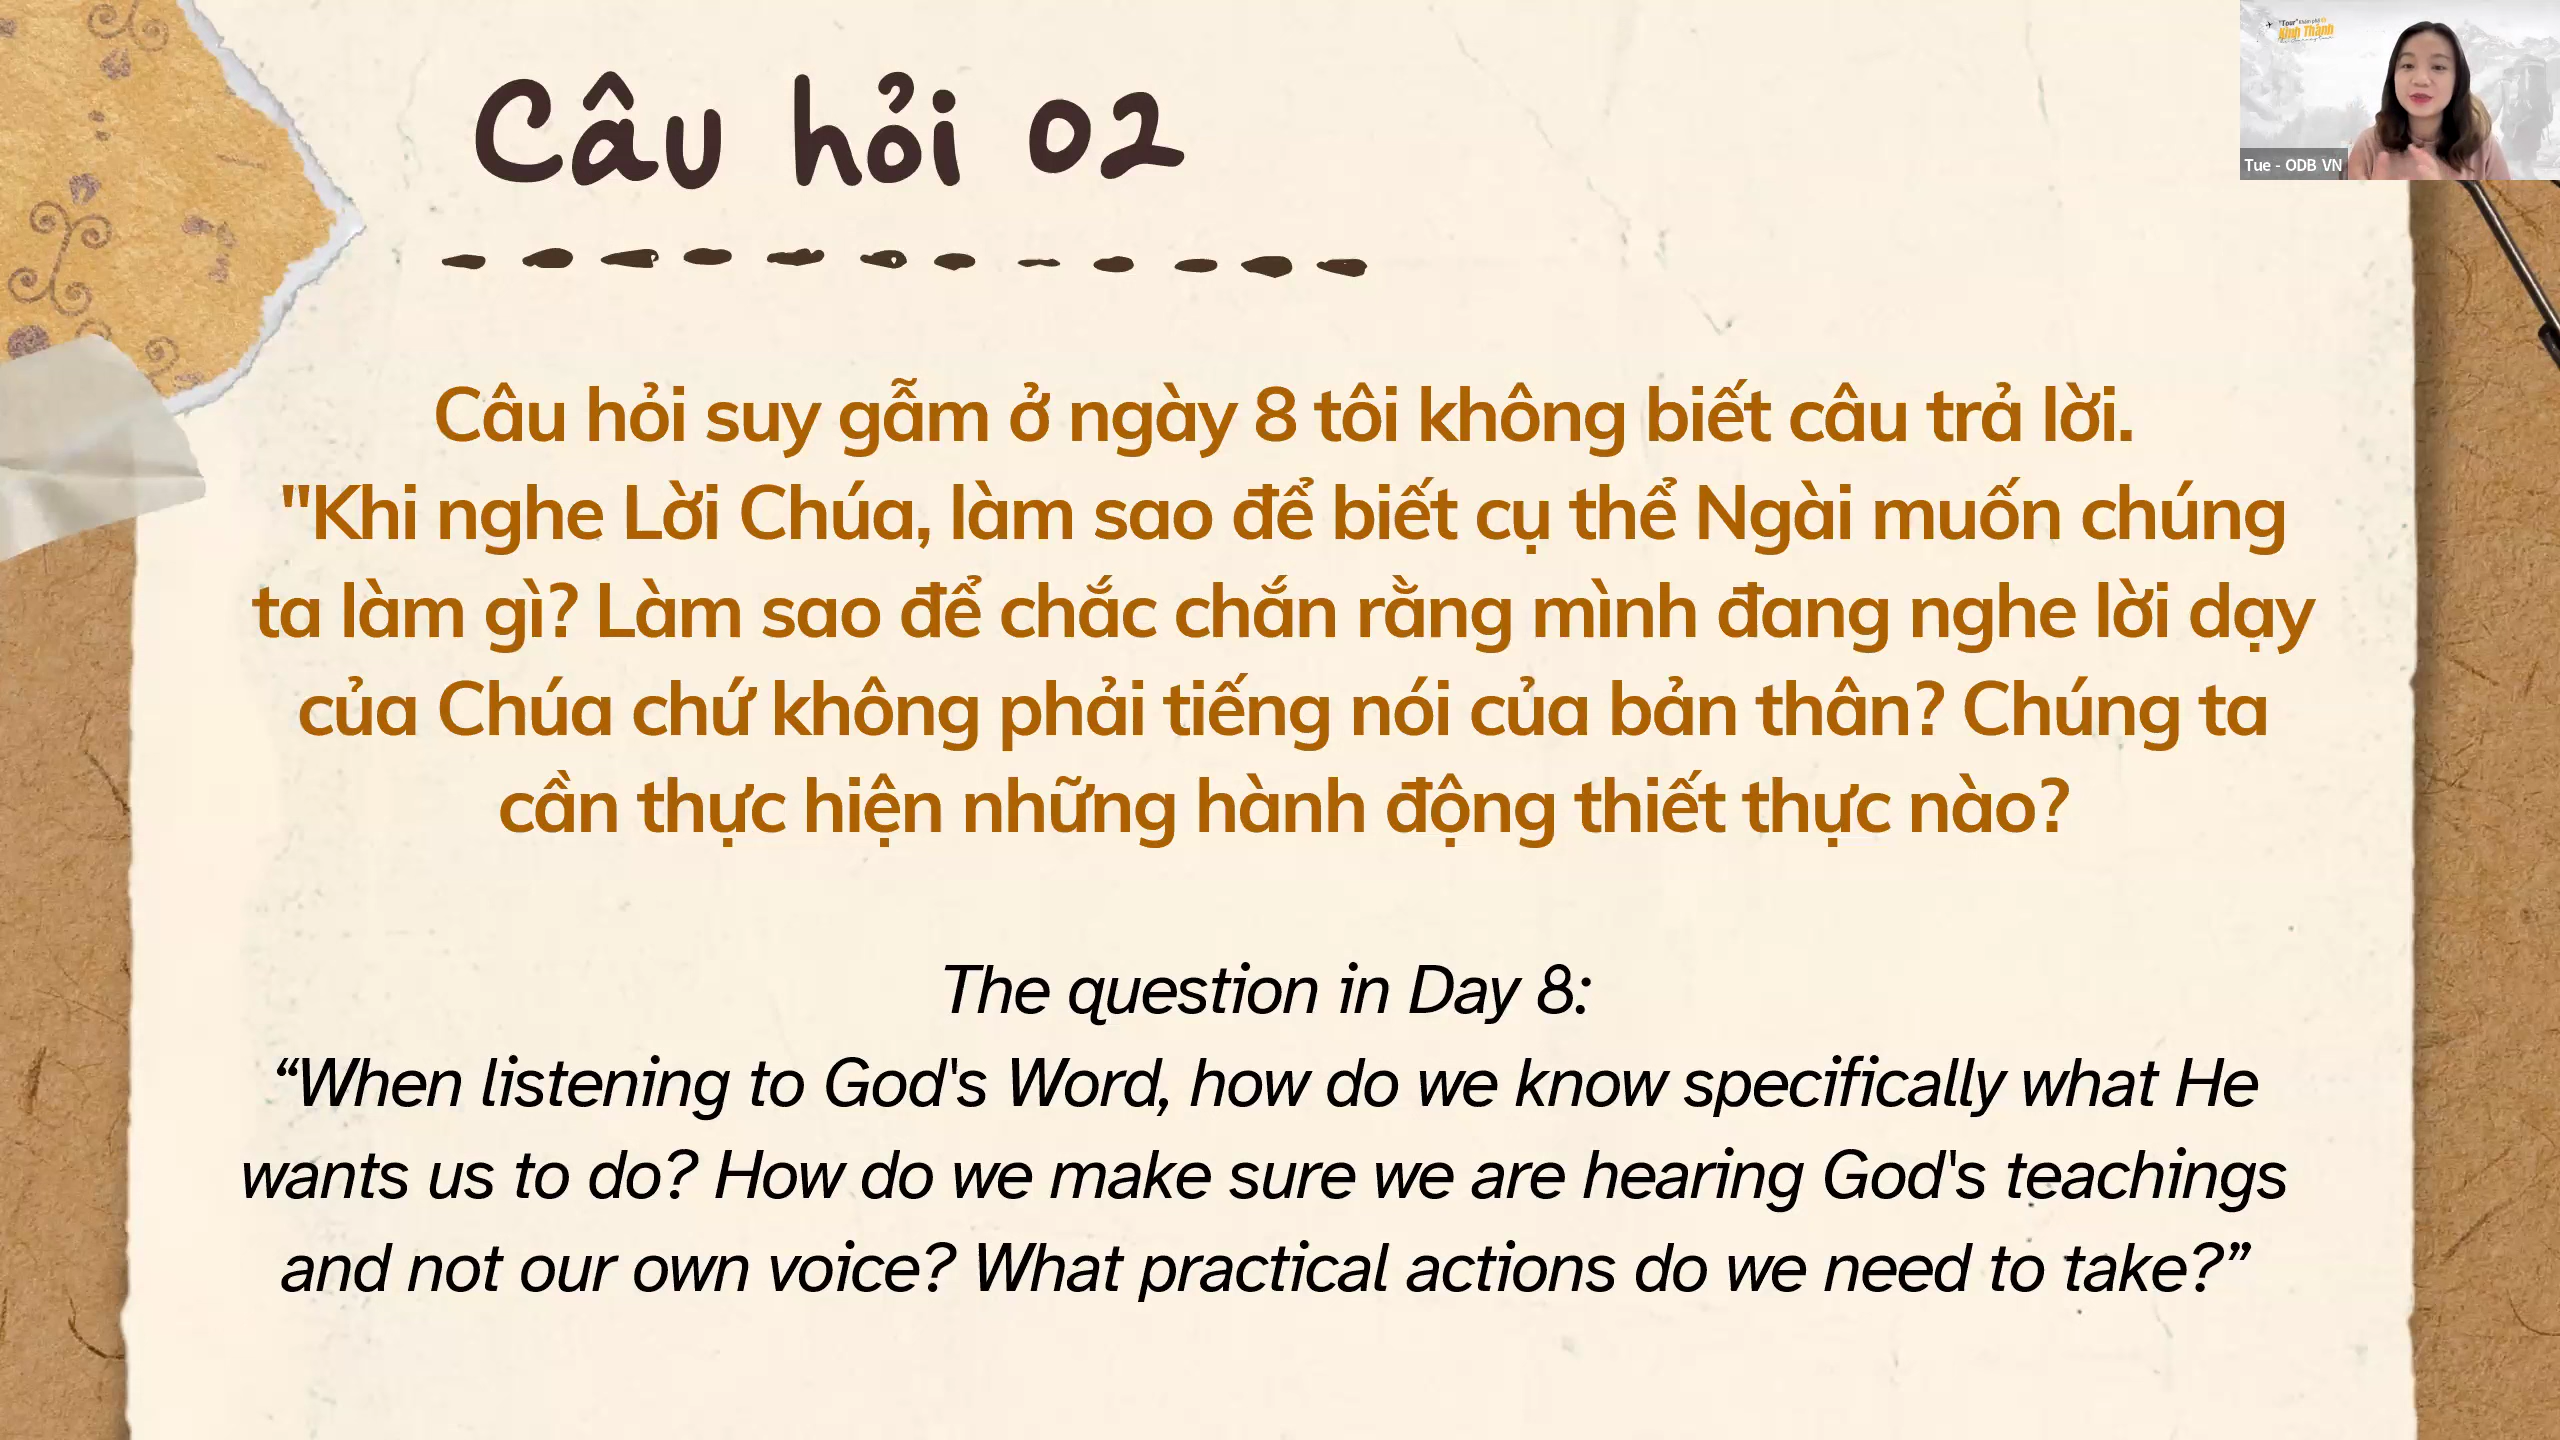 Câu hỏi 02
"Tour" khám phá
Kinh Thánh
Tue - ODB VN
Câu hỏi suy gẫm ở ngày 8 tôi không biết câu trả lời.
"Khi nghe Lời Chúa, làm sao để biết cụ thể Ngài muốn chúng
ta làm gì? Làm sao để chắc chắn rằng mình đang nghe lời dạy
của Chúa chứ không phải tiếng nói của bản thân? Chúng ta
cần thực hiện những hành động thiết thực nào?
The question in Day 8:
“When listening to God's Word, how do we know specifically what He
wants us to do? How do we make sure we are hearing God's teachings
and not our own voice? What practical actions do we need to take?”